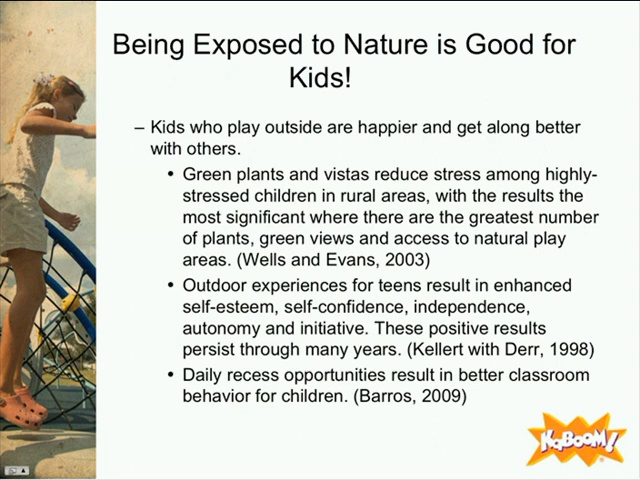 Being Exposed to Nature is Good for
Kids!
– Kids who play outside are happier and get along better
with others.
• Green plants and vistas reduce stress among highly-
stressed children in rural areas, with the results the
most significant where there are the greatest number
of plants, green views and access to natural play
areas. (Wells and Evans, 2003)
• Outdoor experiences for teens result in enhanced
self-esteem, self-confidence, independence,
autonomy and initiative. These positive results
persist through many years. (Kellert with Derr, 1998)
• Daily recess opportunities result in better classroom
behavior for children. (Barros, 2009)
KaBOOM!